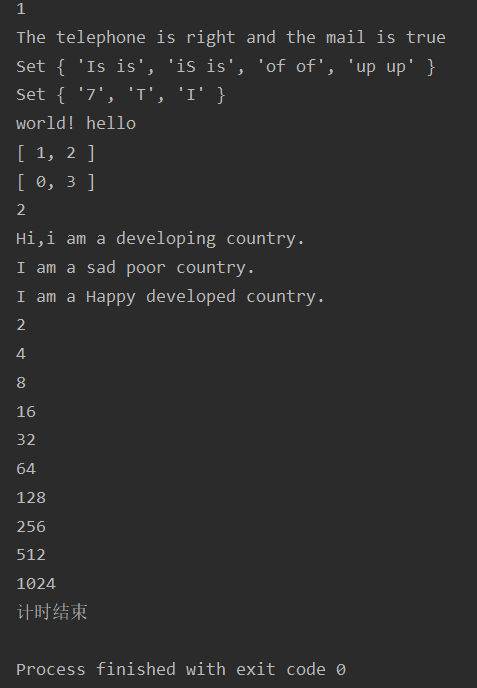 1
The telephone is right and the mail is true
Set { 'Is is', 'iS is', 'of of', 'up up' }
Set { '7', 'T', 'I' }
world! hello
[ 1, 2 ]
[ 0, 3 ]
2
Hi,i am a developing country.
I am a sad poor country.
I am a Happy developed country.
2
4
8
16
32
64
128
256
512
1024
计时结束
Process finished with exit code 0